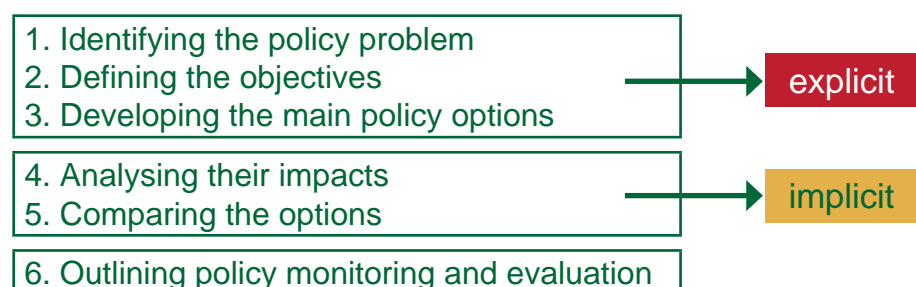 1. Identifying the policy problem
2. Defining the objectives
3. Developing the main policy options
explicit
4. Analysing their impacts
5. Comparing the options
implicit
6. Outlining policy monitoring and evaluation